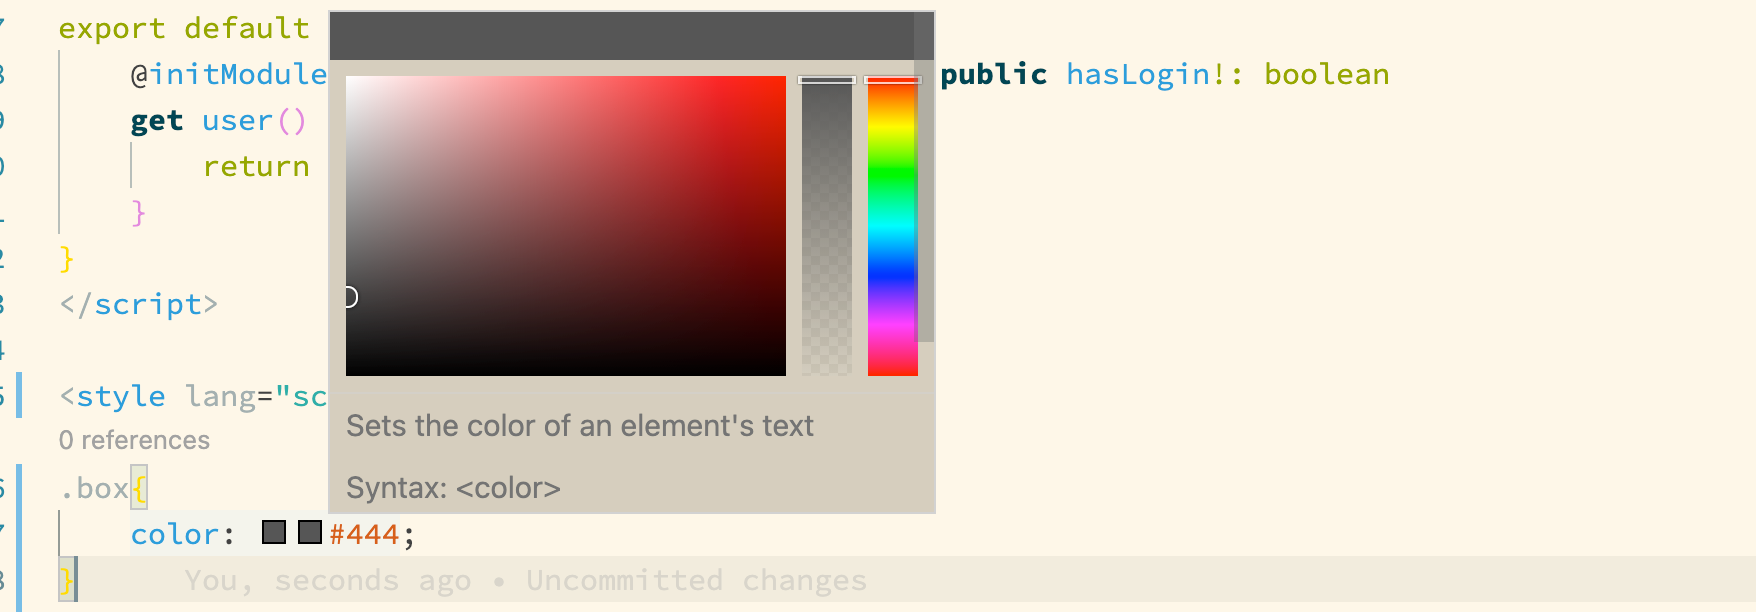 export default
@initModule public hasLogin!: boolean
get user()
return
}
}
</script>
<style lang="sc
0 references
.box{
color: #444;
} You, seconds ago • Uncommitted changes
Sets the color of an element's text
Syntax: <color>